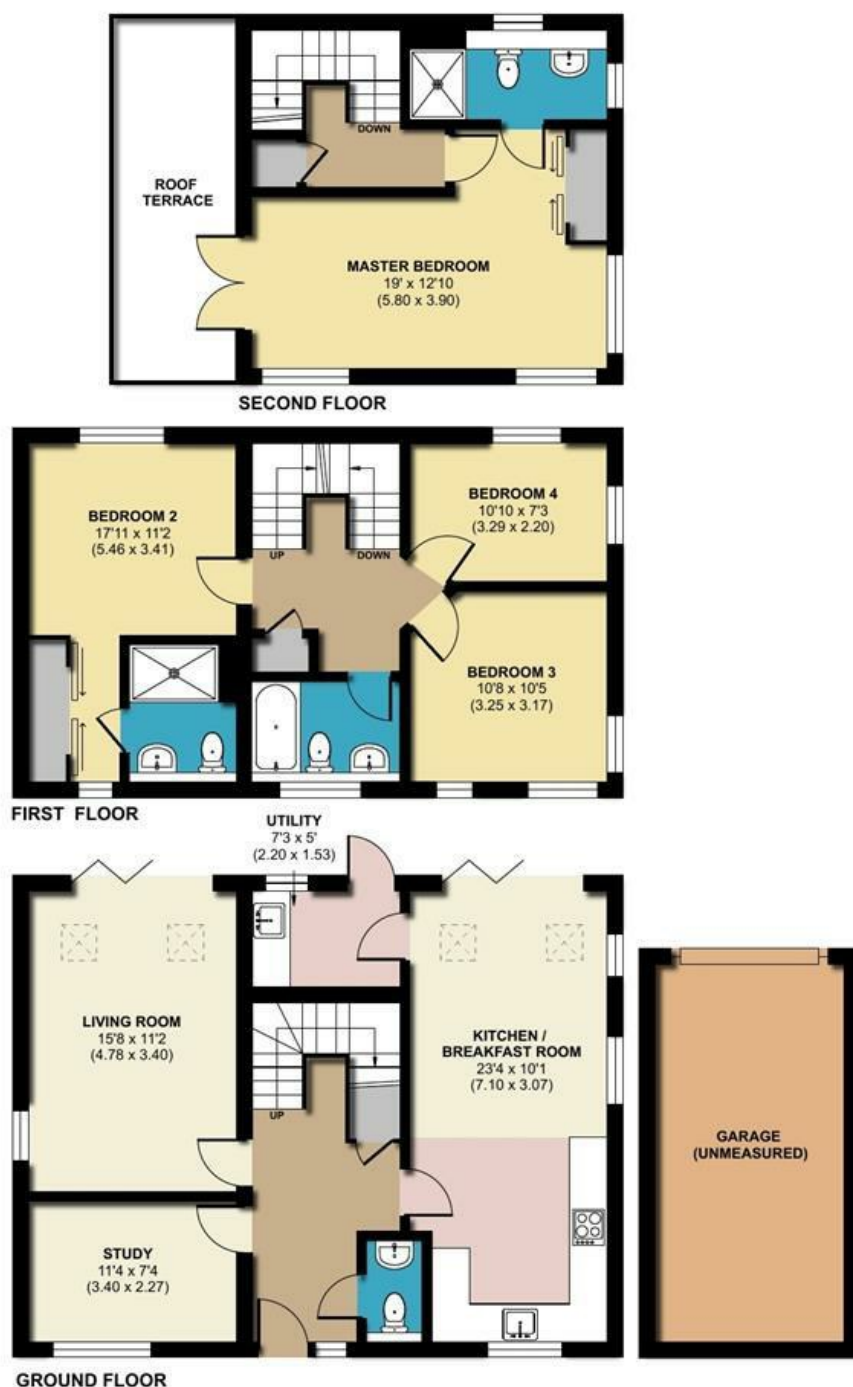 DOWN
ROOF
TERRACE
MASTER BEDROOM
19' x 12'10
(5.80 x 3.90)
SECOND FLOOR
BEDROOM 2
17'11 x 11'2
(5.46 x 3.41)
BEDROOM 4
10'10 x 7'3
(3.29 x 2.20)
UP
DOWN
BEDROOM 3
10'8 x 10'5
(3.25 x 3.17)
FIRST FLOOR
UTILITY
7'3 x 5'
(2.20 x 1.53)
LIVING ROOM
15'8 x 11'2
(4.78 x 3.40)
KITCHEN /
BREAKFAST ROOM
23'4 x 10'1
(7.10 x 3.07)
UP
GARAGE
(UNMEASURED)
STUDY
11'4 x 7'4
(3.40 x 2.27)
GROUND FLOOR